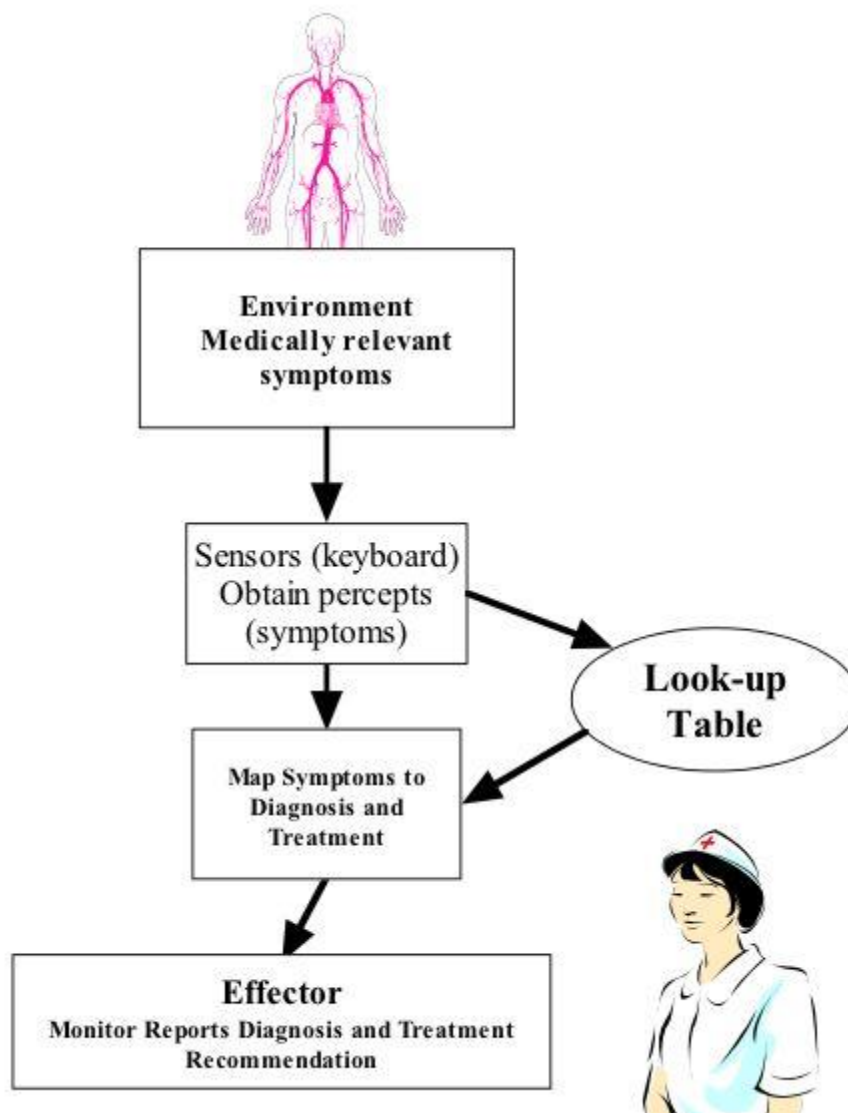 Environment
Medically relevant
symptoms
Sensors (keyboard)
Obtain percepts
(symptoms)
Look-up
Table
Map Symptoms to
Diagnosis and
Treatment
Effector
Monitor Reports Diagnosis and Treatment
Recommendation